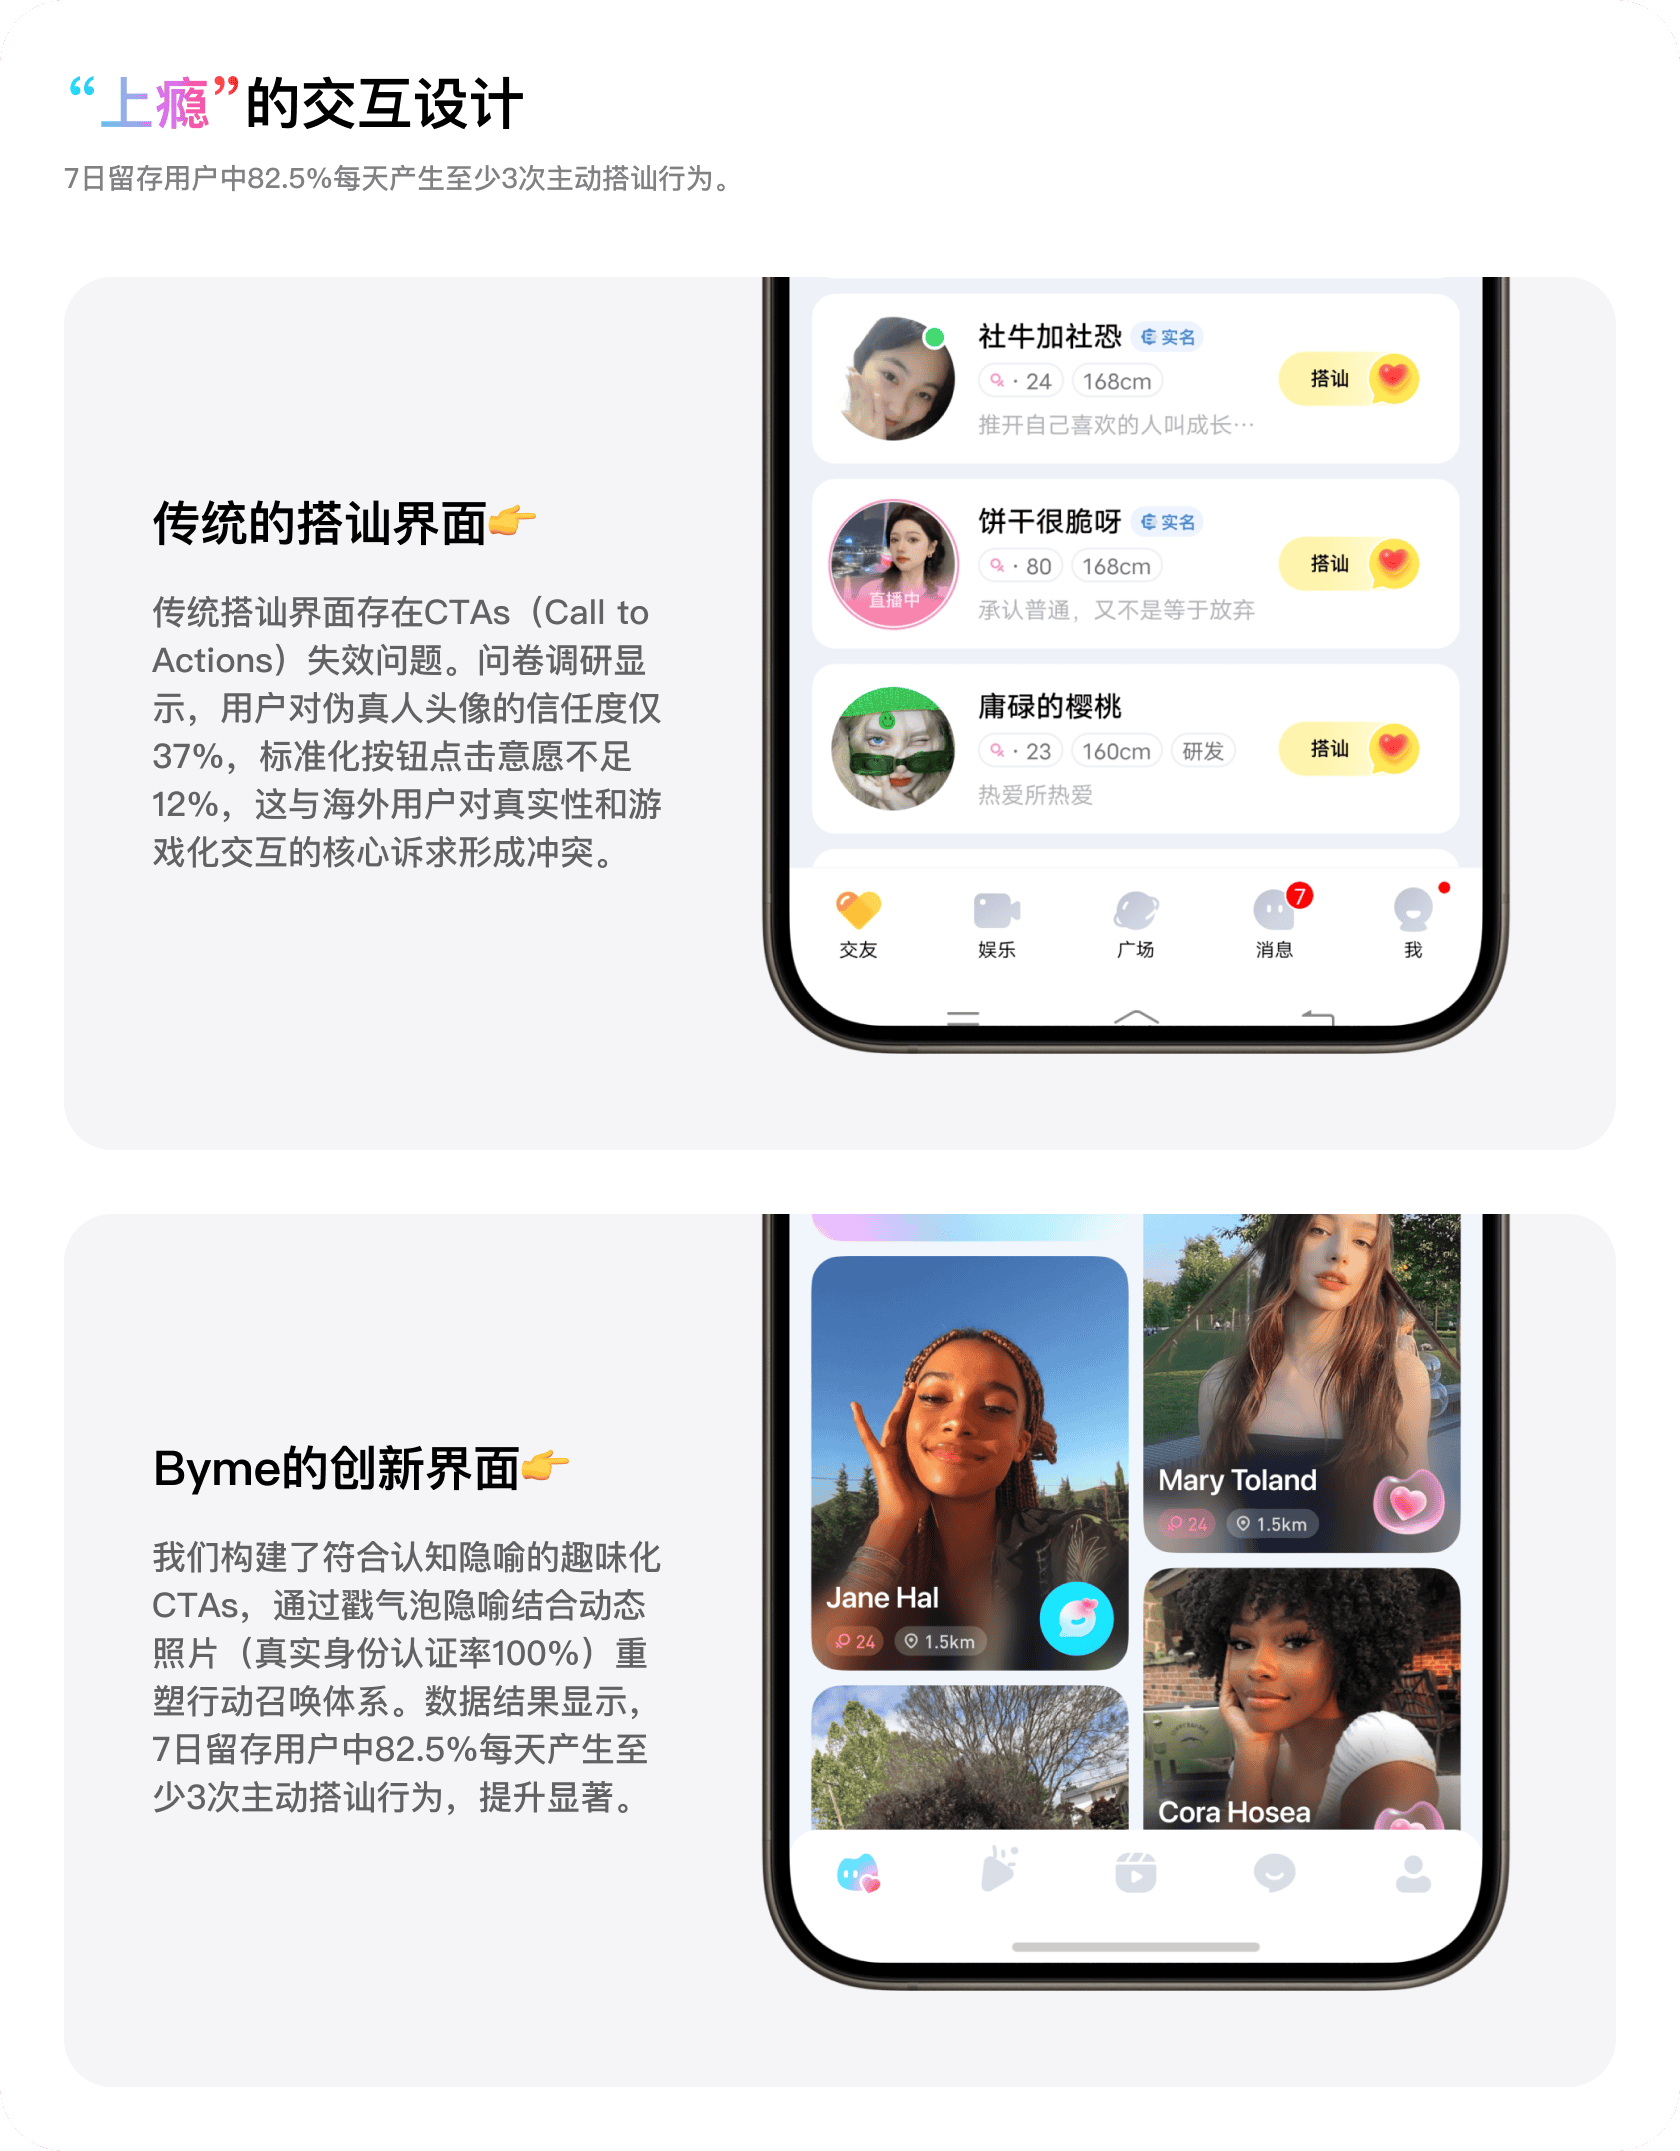 “上瘾”的交互设计
7日留存用户中82.5%每天产生至少3次主动搭讪行为。
传统的搭讪界面👉
传统搭讪界面存在CTAs（Call to
Actions）失效问题。问卷调研显
示，用户对伪真人头像的信任度仅
37%，标准化按钮点击意愿不足
12%，这与海外用户对真实性和游
戏化交互的核心诉求形成冲突。
社牛加社恐 实名
· 24 168cm
推开自己喜欢的人叫成长···
搭讪
直播中
饼干很脆呀 实名
· 80 168cm
承认普通，又不是等于放弃
搭讪
庸碌的樱桃
· 23 160cm 研发
热爱所热爱
搭讪
交友 娱乐 广场 消息 7 我
Byme的创新界面👉
我们构建了符合认知隐喻的趣味化
CTAs，通过戳气泡隐喻结合动态
照片（真实身份认证率100%）重
塑行动召唤体系。数据结果显示，
7日留存用户中82.5%每天产生至
少3次主动搭讪行为，提升显著。
Mary Toland
24 1.5km
Jane Hal
24 1.5km
Cora Hosea